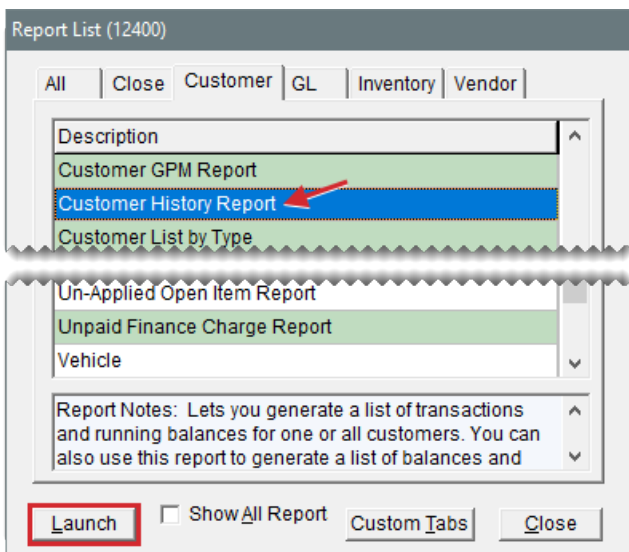 Report List (12400)
All Close Customer GL Inventory Vendor
Description
Customer GPM Report
Customer History Report
Customer List by Type
Un-Applied Open Item Report
Unpaid Finance Charge Report
Vehicle
Report Notes: Lets you generate a list of transactions
and running balances for one or all customers. You can
also use this report to generate a list of balances and
Launch Show All Report Custom Tabs Close